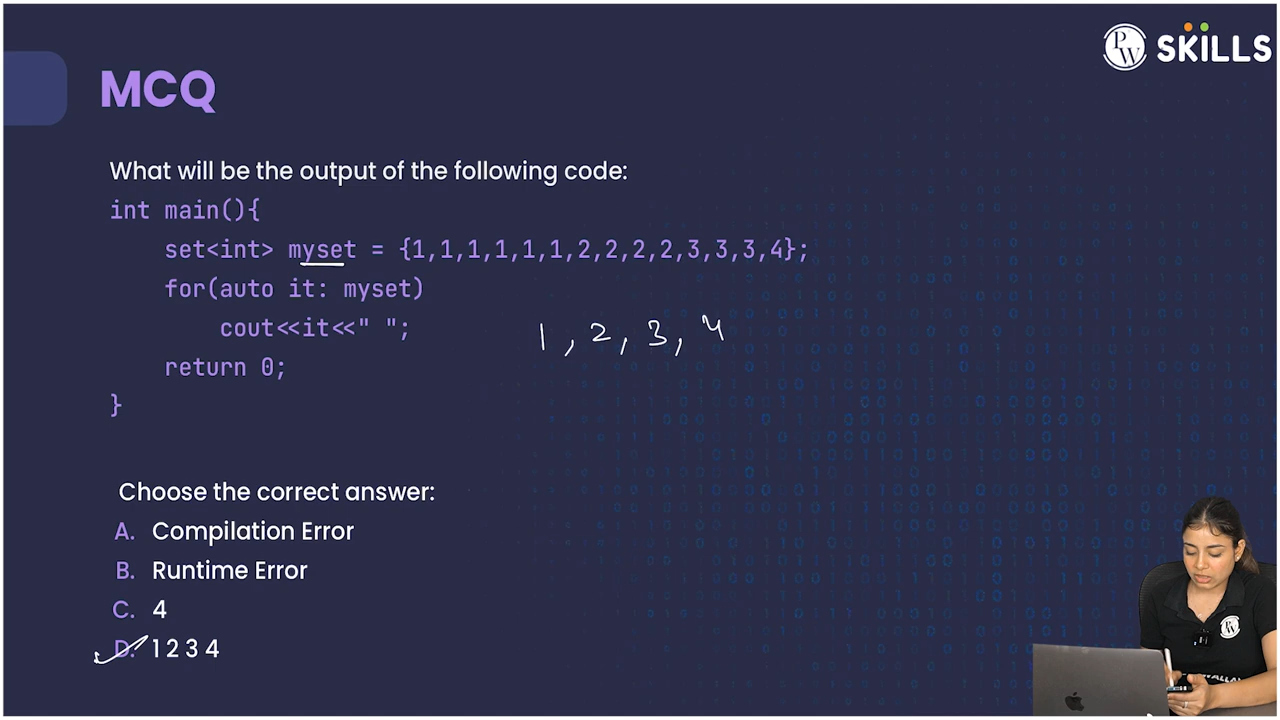 PW SKILLS
MCQ
What will be the output of the following code:
int main(){
    set<int> myset = {1,1,1,1,1,1,2,2,2,2,3,3,3,4};
    for(auto it: myset)
        cout<<it<<" ";
    return 0;
}
1, 2, 3, 4
Choose the correct answer:
A. Compilation Error
B. Runtime Error
C. 4
D. 1 2 3 4